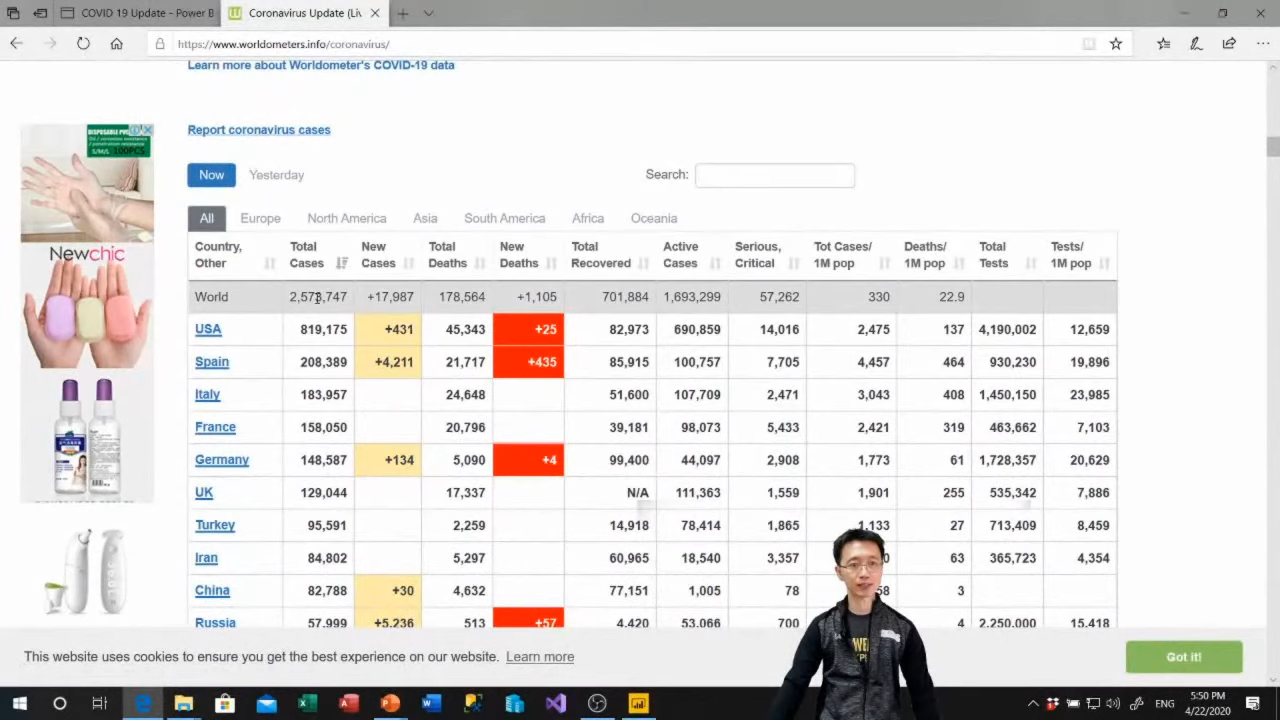 COVID 19 Update - Power B
Coronavirus Update (Liv
https://www.worldometers.info/coronavirus/
Learn more about Worldometer's COVID-19 data
Report coronavirus cases
Now Yesterday Search:
All Europe North America Asia South America Africa Oceania
Country, Other Total Cases New Cases Total Deaths New Deaths Total Recovered Active Cases Serious, Critical Tot Cases/ 1M pop Deaths/ 1M pop Total Tests Tests/ 1M pop
World 2,573,747 +17,987 178,564 +1,105 701,884 1,693,299 57,262 330 22.9
USA 819,175 +431 45,343 +25 82,973 690,859 14,016 2,475 137 4,190,002 12,659
Spain 208,389 +4,211 21,717 +435 85,915 100,757 7,705 4,457 464 930,230 19,896
Italy 183,957 24,648 51,600 107,709 2,471 3,043 408 1,450,150 23,985
France 158,050 20,796 39,181 98,073 5,433 2,421 319 463,662 7,103
Germany 148,587 +134 5,090 +4 99,400 44,097 2,908 1,773 61 1,728,357 20,629
UK 129,044 17,337 N/A 111,363 1,559 1,901 255 535,342 7,886
Turkey 95,591 2,259 14,918 78,414 1,865 1,133 27 713,409 8,459
Iran 84,802 5,297 60,965 18,540 3,357 63 365,723 4,354
China 82,788 +30 4,632 77,151 1,005 78 3
Russia 57,999 +5,236 513 +57 4,420 53,066 700 4 2,250,000 15,418
Newchic
100PCS
This website uses cookies to ensure you get the best experience on our website. Learn more
Got it!
ENG
5:50 PM
4/22/2020